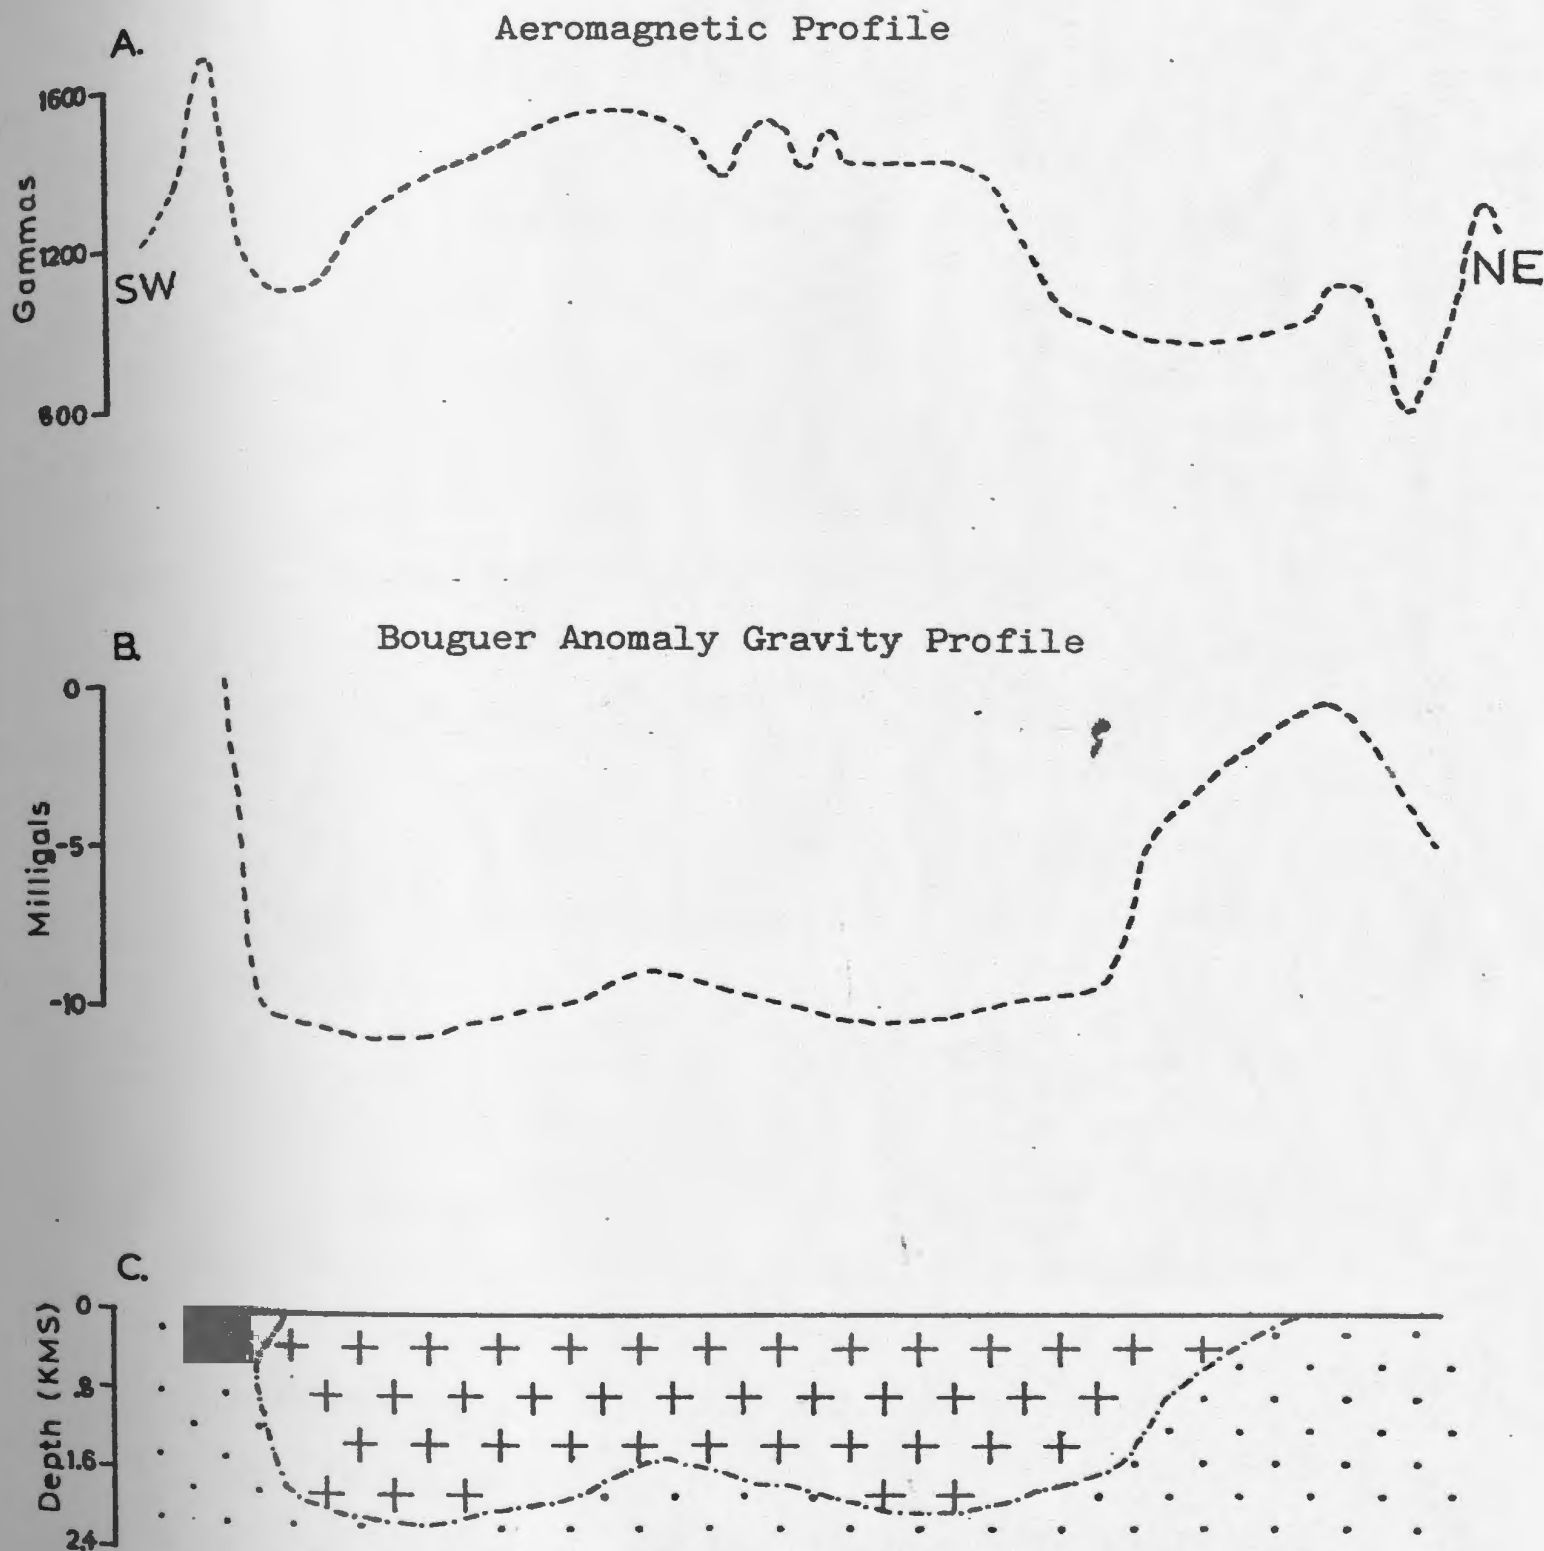 A.
Aeromagnetic Profile
1600
1200
800
Gammas
SW
NE
B.
Bouguer Anomaly Gravity Profile
0
-5
-10
Milligals
C.
0
.8
1.6
2.4
Depth (KMS)